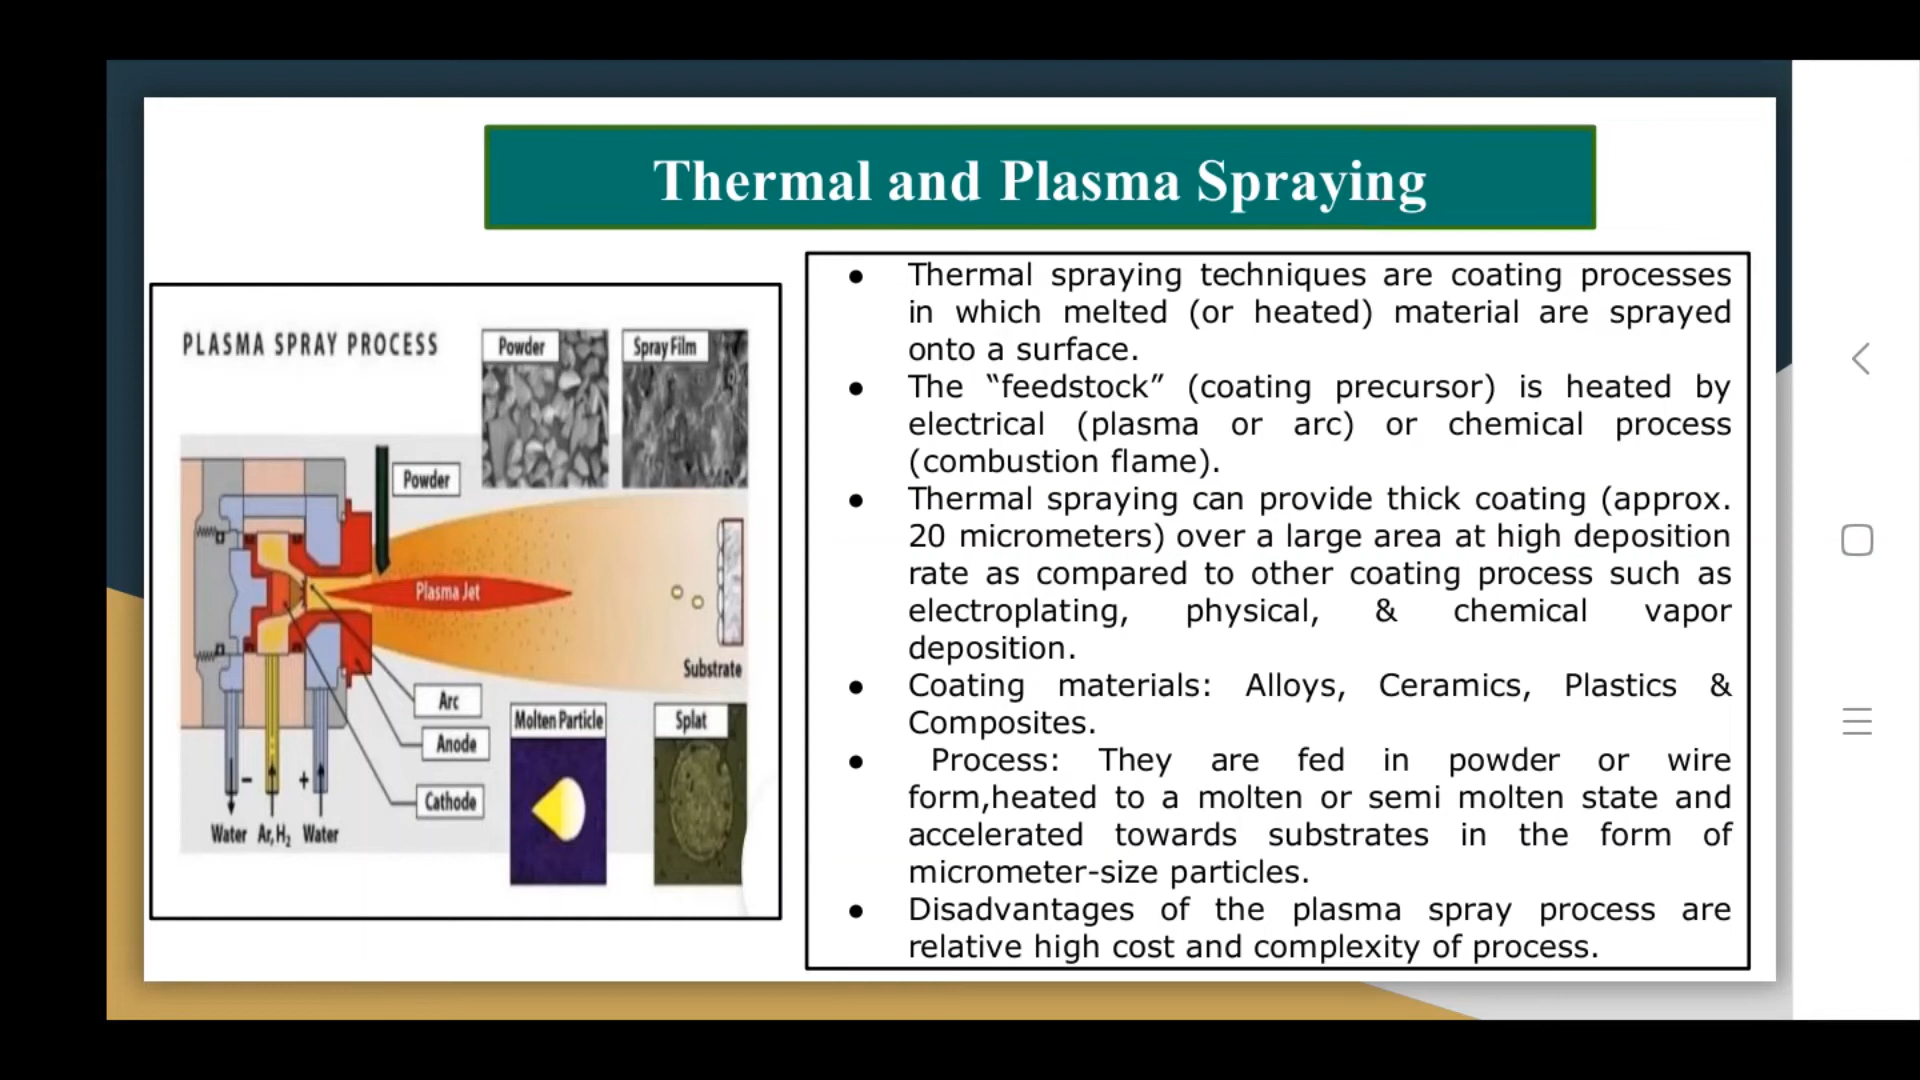 Thermal and Plasma Spraying
PLASMA SPRAY PROCESS
Powder
Spray Film
Powder
Plasma Jet
Substrate
Arc
Anode
Cathode
Molten Particle
Splat
− +
Water Ar, H₂ Water
● Thermal spraying techniques are coating processes
in which melted (or heated) material are sprayed
onto a surface.
● The “feedstock” (coating precursor) is heated by
electrical (plasma or arc) or chemical process
(combustion flame).
● Thermal spraying can provide thick coating (approx.
20 micrometers) over a large area at high deposition
rate as compared to other coating process such as
electroplating, physical, & chemical vapor
deposition.
● Coating materials: Alloys, Ceramics, Plastics &
Composites.
● Process: They are fed in powder or wire
form,heated to a molten or semi molten state and
accelerated towards substrates in the form of
micrometer-size particles.
● Disadvantages of the plasma spray process are
relative high cost and complexity of process.